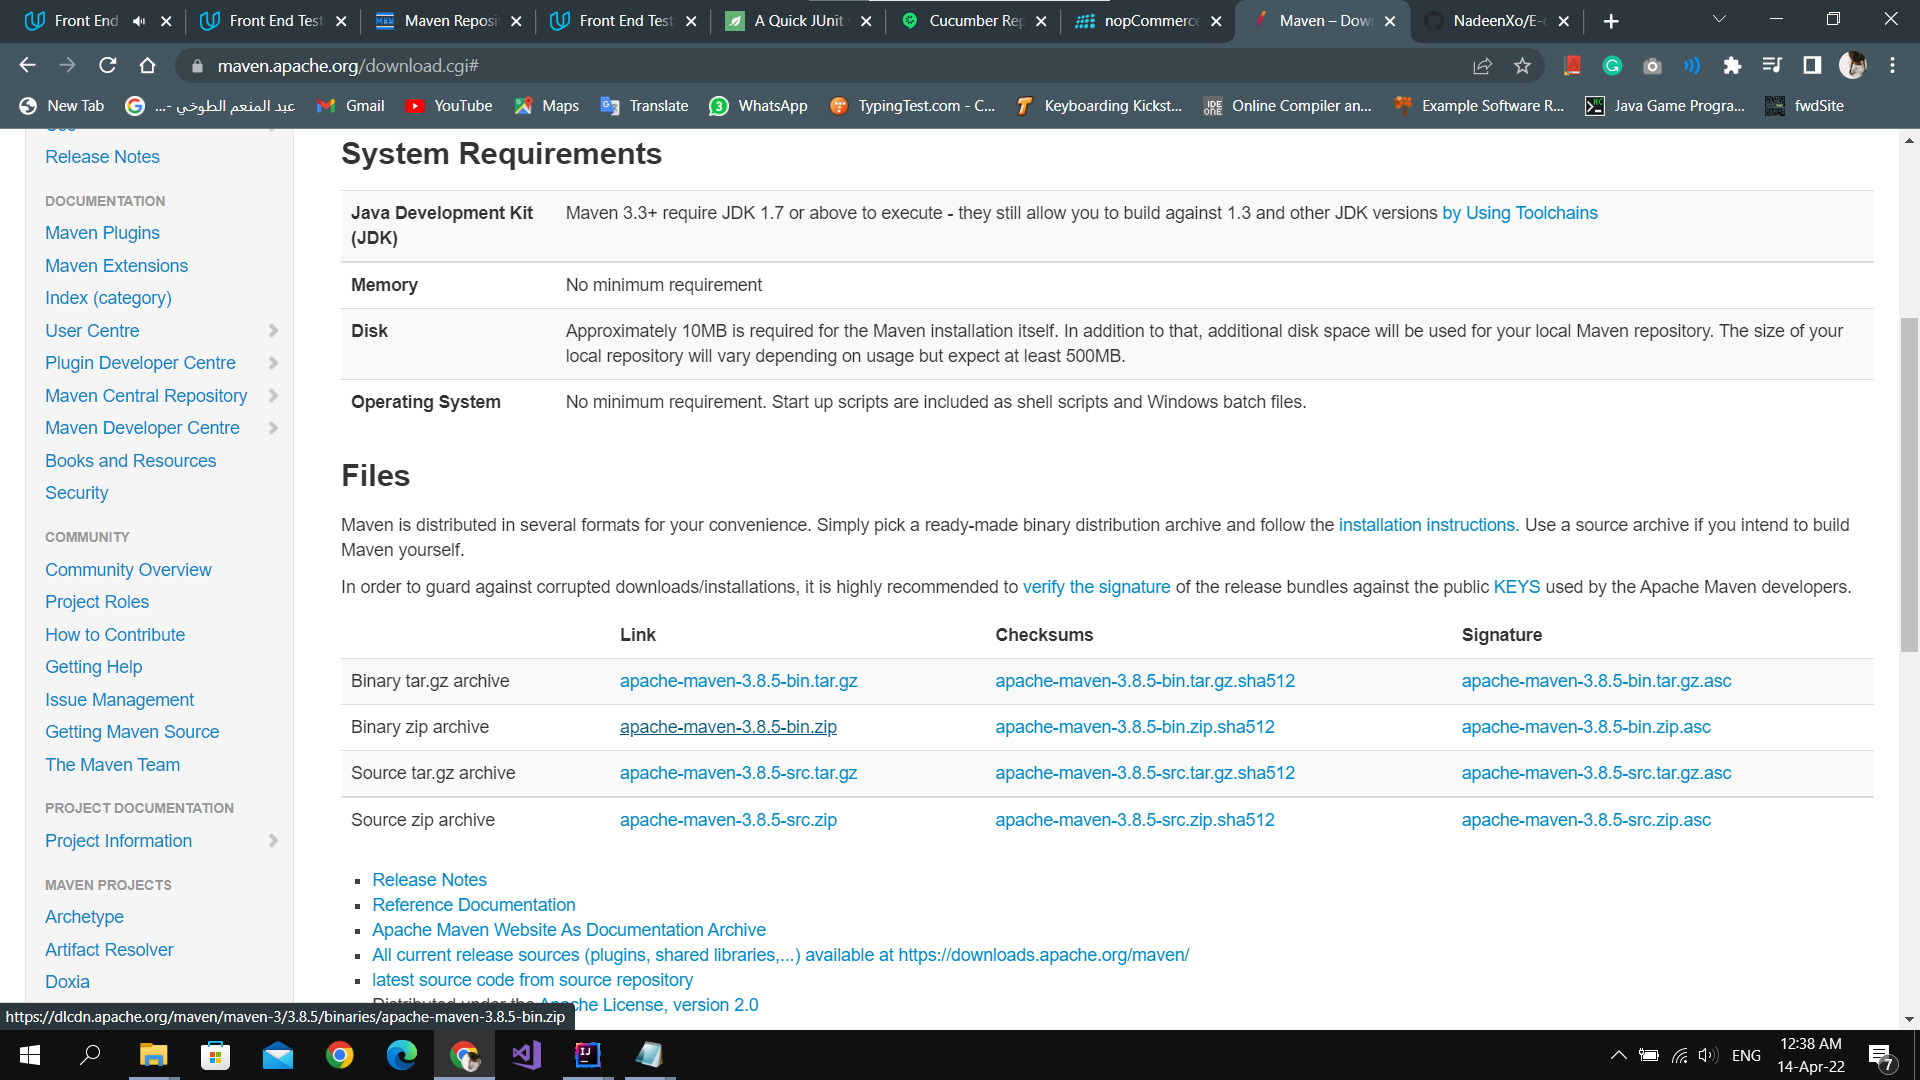 Front End
Front End Test
Maven Reposi
Front End Test
A Quick JUnit
Cucumber Rep
nopCommerce
Maven – Dow
NadeenXo/E-c
maven.apache.org/download.cgi#
New Tab
عبد المنعم الطوخي -...
Gmail
YouTube
Maps
Translate
WhatsApp
TypingTest.com - C...
Keyboarding Kickst...
Online Compiler an...
Example Software R...
Java Game Progra...
fwdSite
Release Notes
DOCUMENTATION
Maven Plugins
Maven Extensions
Index (category)
User Centre
Plugin Developer Centre
Maven Central Repository
Maven Developer Centre
Books and Resources
Security
COMMUNITY
Community Overview
Project Roles
How to Contribute
Getting Help
Issue Management
Getting Maven Source
The Maven Team
PROJECT DOCUMENTATION
Project Information
MAVEN PROJECTS
Archetype
Artifact Resolver
Doxia
System Requirements
Java Development Kit (JDK)
Maven 3.3+ require JDK 1.7 or above to execute - they still allow you to build against 1.3 and other JDK versions by Using Toolchains
Memory
No minimum requirement
Disk
Approximately 10MB is required for the Maven installation itself. In addition to that, additional disk space will be used for your local Maven repository. The size of your
local repository will vary depending on usage but expect at least 500MB.
Operating System
No minimum requirement. Start up scripts are included as shell scripts and Windows batch files.
Files
Maven is distributed in several formats for your convenience. Simply pick a ready-made binary distribution archive and follow the installation instructions. Use a source archive if you intend to build
Maven yourself.
In order to guard against corrupted downloads/installations, it is highly recommended to verify the signature of the release bundles against the public KEYS used by the Apache Maven developers.
Link Checksums Signature
Binary tar.gz archive apache-maven-3.8.5-bin.tar.gz apache-maven-3.8.5-bin.tar.gz.sha512 apache-maven-3.8.5-bin.tar.gz.asc
Binary zip archive apache-maven-3.8.5-bin.zip apache-maven-3.8.5-bin.zip.sha512 apache-maven-3.8.5-bin.zip.asc
Source tar.gz archive apache-maven-3.8.5-src.tar.gz apache-maven-3.8.5-src.tar.gz.sha512 apache-maven-3.8.5-src.tar.gz.asc
Source zip archive apache-maven-3.8.5-src.zip apache-maven-3.8.5-src.zip.sha512 apache-maven-3.8.5-src.zip.asc
Release Notes
Reference Documentation
Apache Maven Website As Documentation Archive
All current release sources (plugins, shared libraries,...) available at https://downloads.apache.org/maven/
latest source code from source repository
Distributed under the Apache License, version 2.0
https://dlcdn.apache.org/maven/maven-3/3.8.5/binaries/apache-maven-3.8.5-bin.zip
ENG
12:38 AM
14-Apr-22
7